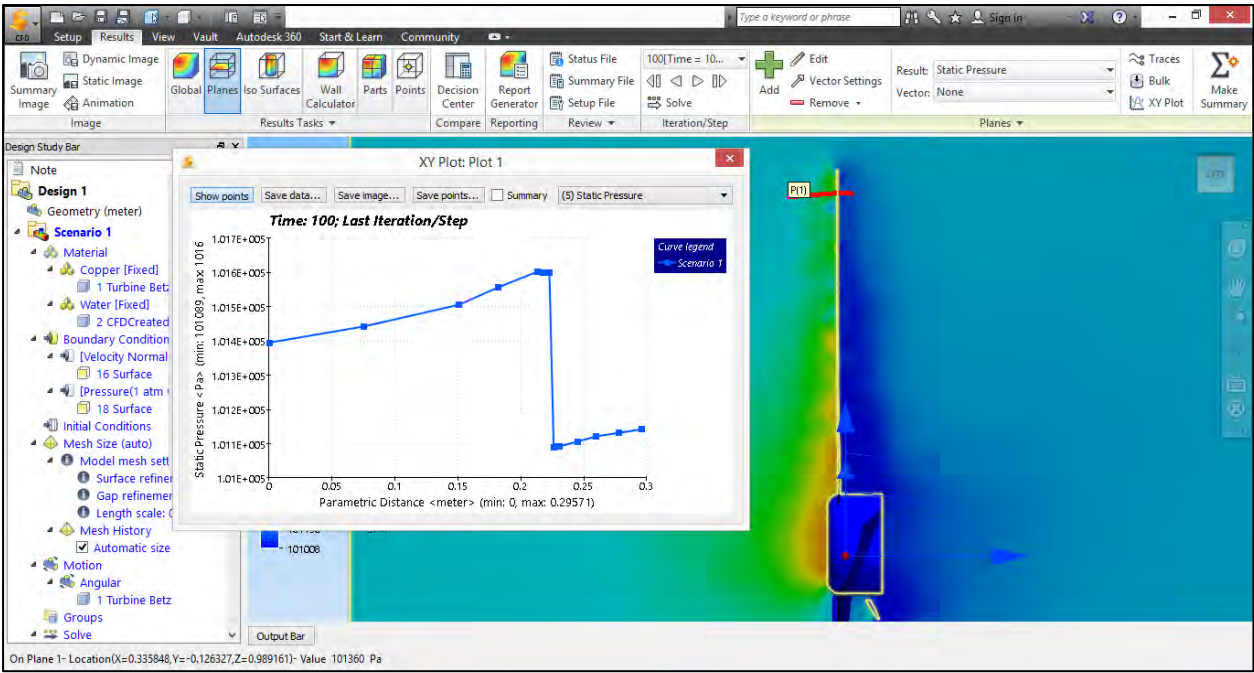 Type a keyword or phrase
Sign In
CFD
Setup Results View Vault Autodesk 360 Start & Learn Community
Summary Image
Dynamic Image
Static Image
Animation
Image
Global Planes Iso Surfaces Wall Calculator Parts Points
Results Tasks
Decision Center
Compare
Report Generator
Reporting
Status File
Summary File
Setup File
Review
100[Time = 10...
Solve
Iteration/Step
Add
Edit
Vector Settings
Remove
Result: Static Pressure
Vector: None
Planes
Traces
Bulk
XY Plot
Make Summary
Design Study Bar
Note
Design 1
Geometry (meter)
Scenario 1
Material
Copper [Fixed]
1 Turbine Betz
Water [Fixed]
2 CFDCreated
Boundary Condition
[Velocity Normal
16 Surface
[Pressure(1 atm
18 Surface
Initial Conditions
Mesh Size (auto)
Model mesh sett
Surface refiner
Gap refinemer
Length scale:
Mesh History
Automatic size
Motion
Angular
1 Turbine Betz
Groups
Solve
XY Plot: Plot 1
Show points Save data... Save image... Save points... Summary (5) Static Pressure
Time: 100; Last Iteration/Step
Curve legend
Scenario 1
Static Pressure <Pa> (min: 101089, max: 1016
1.017E+005
1.016E+005
1.015E+005
1.014E+005
1.013E+005
1.012E+005
1.011E+005
1.01E+005
0 0.05 0.1 0.15 0.2 0.25 0.3
Parametric Distance <meter> (min: 0, max: 0.29571)
P(1)
101008
Output Bar
On Plane 1- Location(X=0.335848,Y=-0.126327,Z=0.989161)- Value 101360 Pa